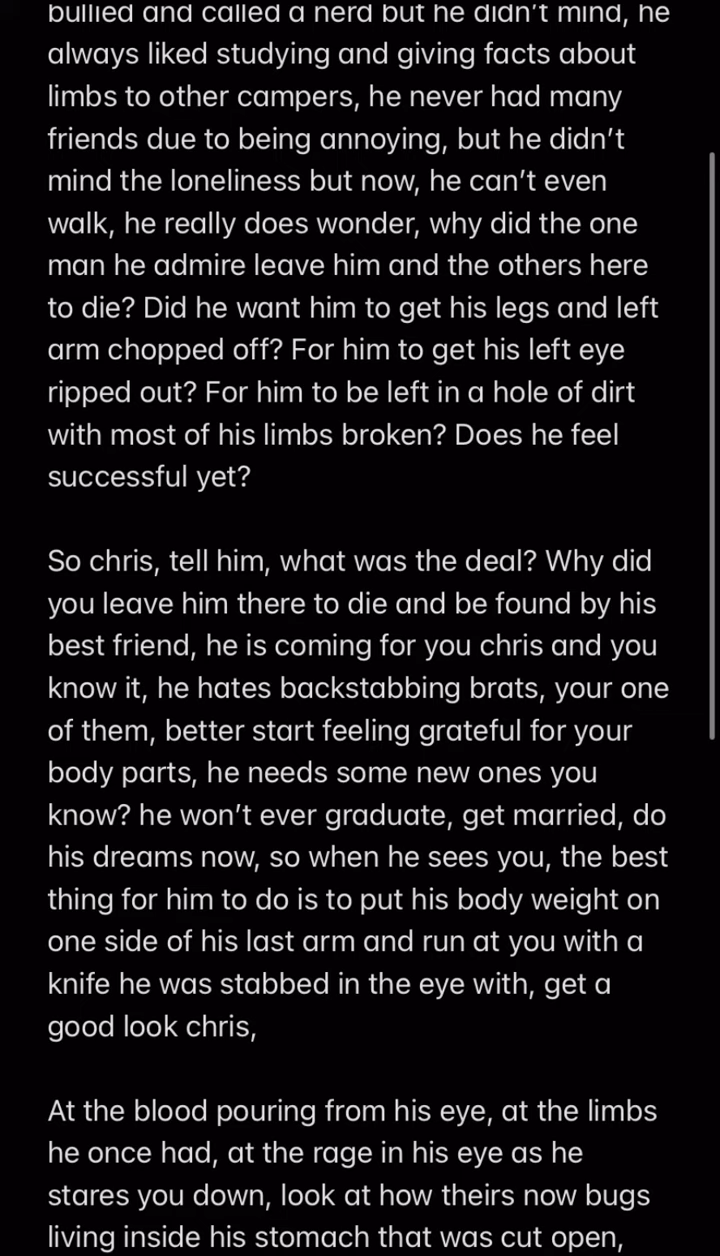 bullied and called a nerd but he didn’t mind, he
always liked studying and giving facts about
limbs to other campers, he never had many
friends due to being annoying, but he didn’t
mind the loneliness but now, he can’t even
walk, he really does wonder, why did the one
man he admire leave him and the others here
to die? Did he want him to get his legs and left
arm chopped off? For him to get his left eye
ripped out? For him to be left in a hole of dirt
with most of his limbs broken? Does he feel
successful yet?
So chris, tell him, what was the deal? Why did
you leave him there to die and be found by his
best friend, he is coming for you chris and you
know it, he hates backstabbing brats, your one
of them, better start feeling grateful for your
body parts, he needs some new ones you
know? he won’t ever graduate, get married, do
his dreams now, so when he sees you, the best
thing for him to do is to put his body weight on
one side of his last arm and run at you with a
knife he was stabbed in the eye with, get a
good look chris,
At the blood pouring from his eye, at the limbs
he once had, at the rage in his eye as he
stares you down, look at how theirs now bugs
living inside his stomach that was cut open,